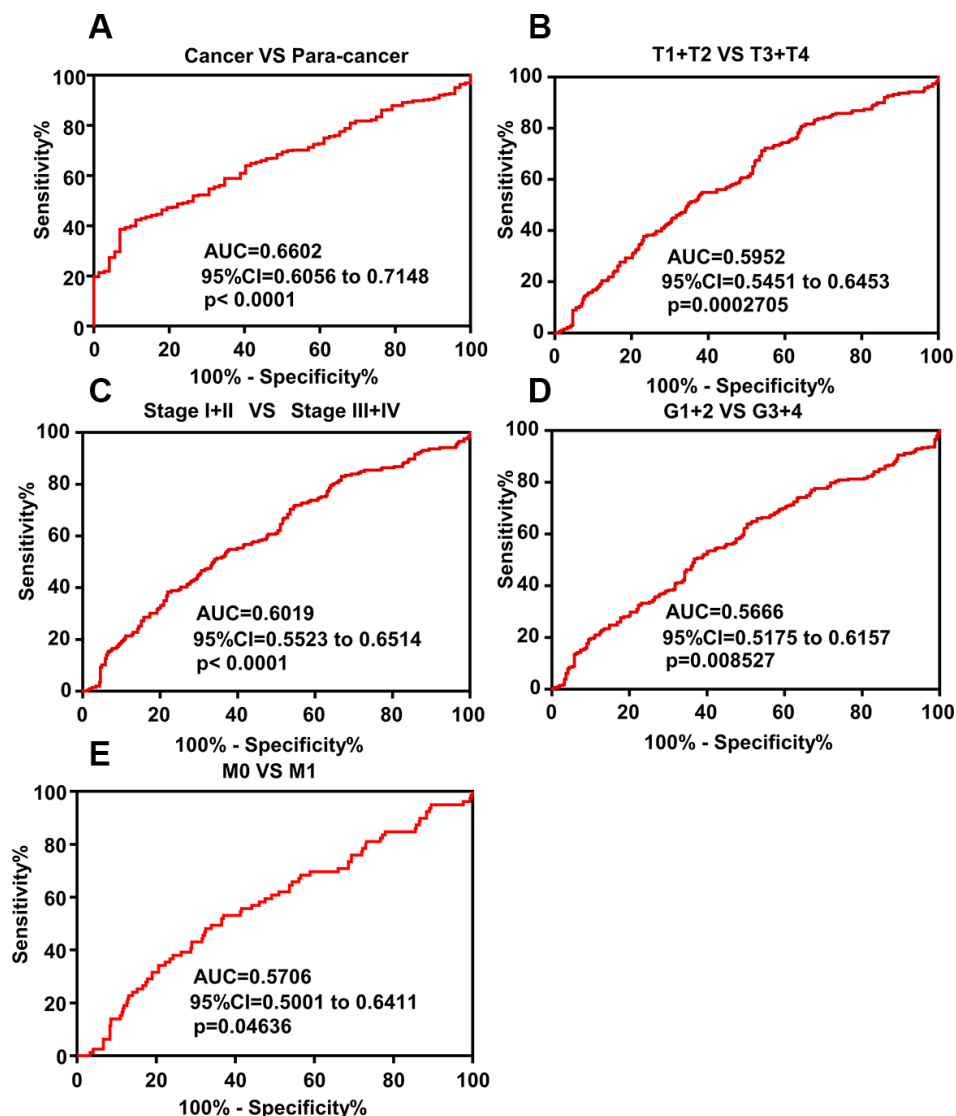 A
Cancer VS Para-cancer
100
80
60
40
20
0
Sensitivity%
AUC=0.6602
95%CI=0.6056 to 0.7148
p< 0.0001
0 20 40 60 80 100
100% - Specificity%
B
T1+T2 VS T3+T4
100
80
60
40
20
0
Sensitivity%
AUC=0.5952
95%CI=0.5451 to 0.6453
p=0.0002705
0 20 40 60 80 100
100% - Specificity%
C
Stage I+II VS Stage III+IV
100
80
60
40
20
0
Sensitivity%
AUC=0.6019
95%CI=0.5523 to 0.6514
p< 0.0001
0 20 40 60 80 100
100% - Specificity%
D
G1+2 VS G3+4
100
80
60
40
20
0
Sensitivity%
AUC=0.5666
95%CI=0.5175 to 0.6157
p=0.008527
0 20 40 60 80 100
100% - Specificity%
E
M0 VS M1
100
80
60
40
20
0
Sensitivity%
AUC=0.5706
95%CI=0.5001 to 0.6411
p=0.04636
0 20 40 60 80 100
100% - Specificity%